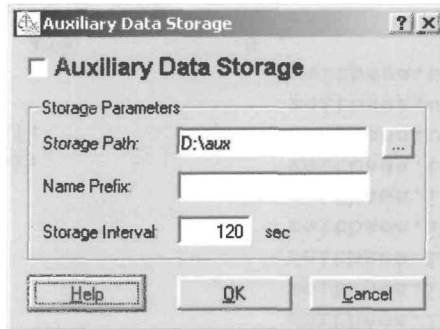 Auxiliary Data Storage
Auxiliary Data Storage
Storage Parameters
Storage Path: D:\aux ...
Name Prefix:
Storage Interval: 120 sec
Help OK Cancel